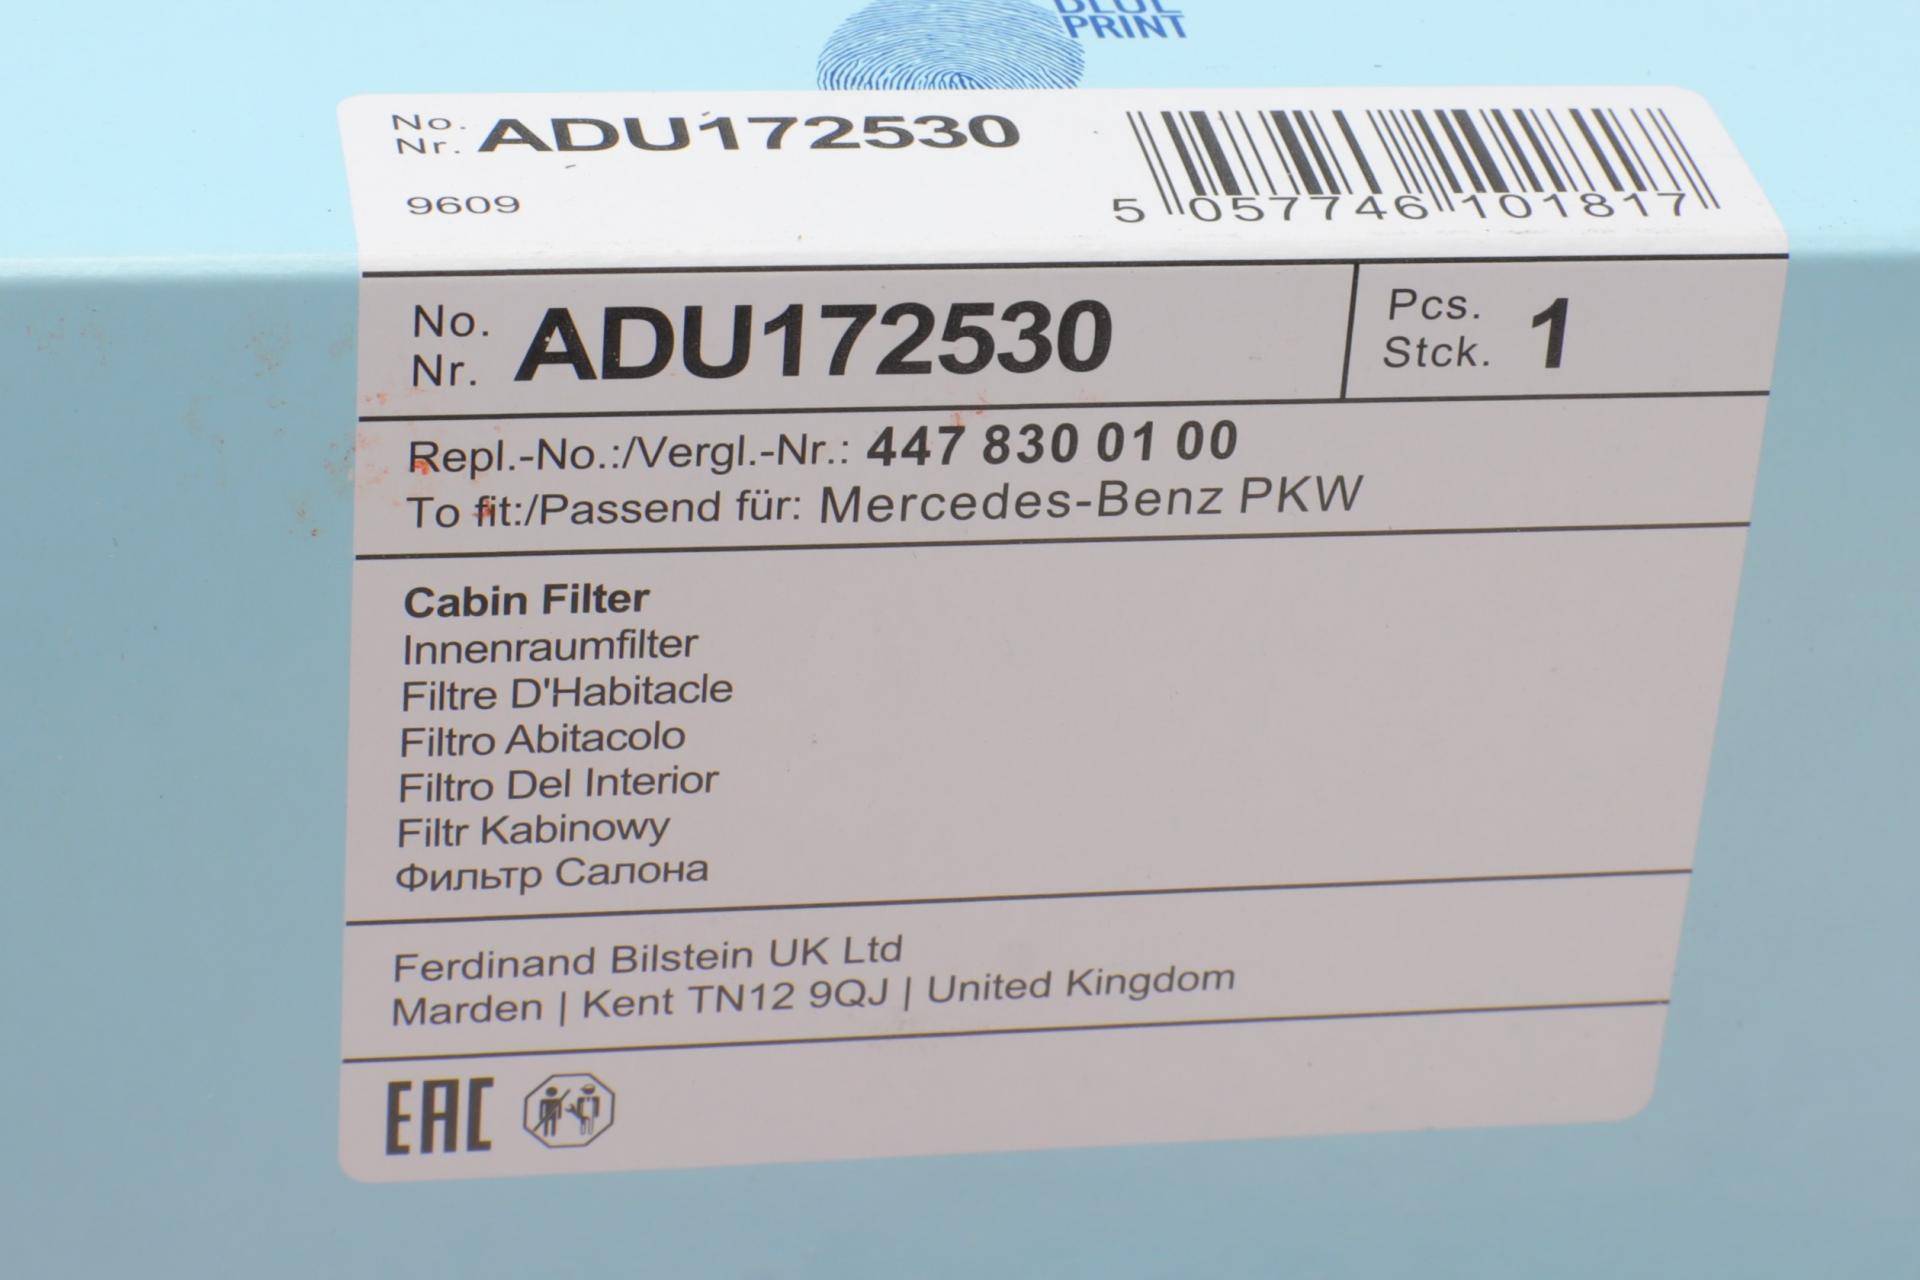 BLUE
PRINT
No.
Nr. ADU172530
9609
5 057746 101817
No.
Nr. ADU172530
Pcs.
Stck. 1
Repl.-No.:/Vergl.-Nr.: 447 830 01 00
To fit:/Passend für: Mercedes-Benz PKW
Cabin Filter
Innenraumfilter
Filtre D'Habitacle
Filtro Abitacolo
Filtro Del Interior
Filtr Kabinowy
Фильтр Салона
Ferdinand Bilstein UK Ltd
Marden | Kent TN12 9QJ | United Kingdom
EAC